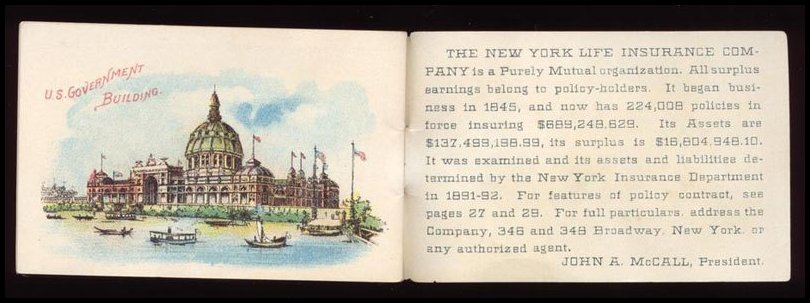 U.S. GOVERNMENT
BUILDING.
THE NEW YORK LIFE INSURANCE COM-
PANY is a Purely Mutual organization. All surplus
earnings belong to policy-holders. It began busi-
ness in 1845, and now has 224,008 policies in
force insuring $689,248,629. Its Assets are
$137,499,198.99, its surplus is $16,804,948.10.
It was examined and its assets and liabilities de-
termined by the New York Insurance Department
in 1891-92. For features of policy contract, see
pages 27 and 28. For full particulars, address the
Company, 346 and 348 Broadway, New York, or
any authorized agent.
JOHN A. McCALL, President.